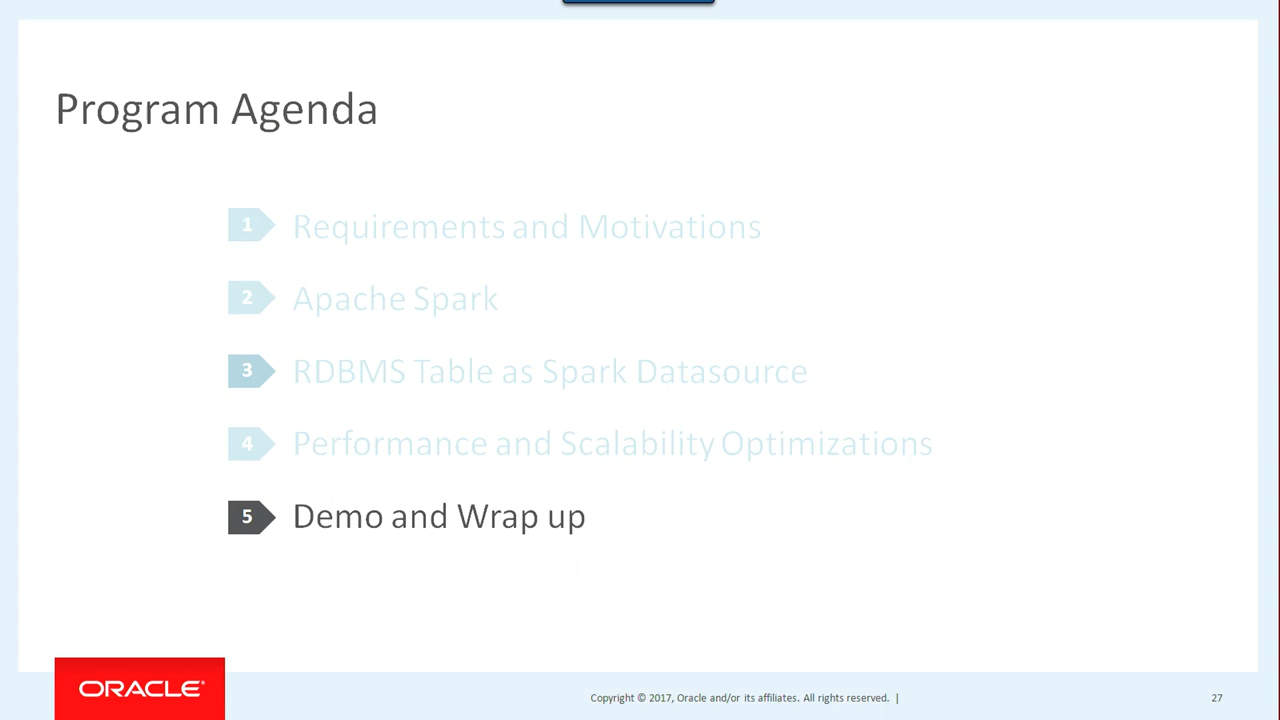 Program Agenda
1 Requirements and Motivations
2 Apache Spark
3 RDBMS Table as Spark Datasource
4 Performance and Scalability Optimizations
5 Demo and Wrap up
ORACLE®
Copyright © 2017, Oracle and/or its affiliates. All rights reserved. |
27